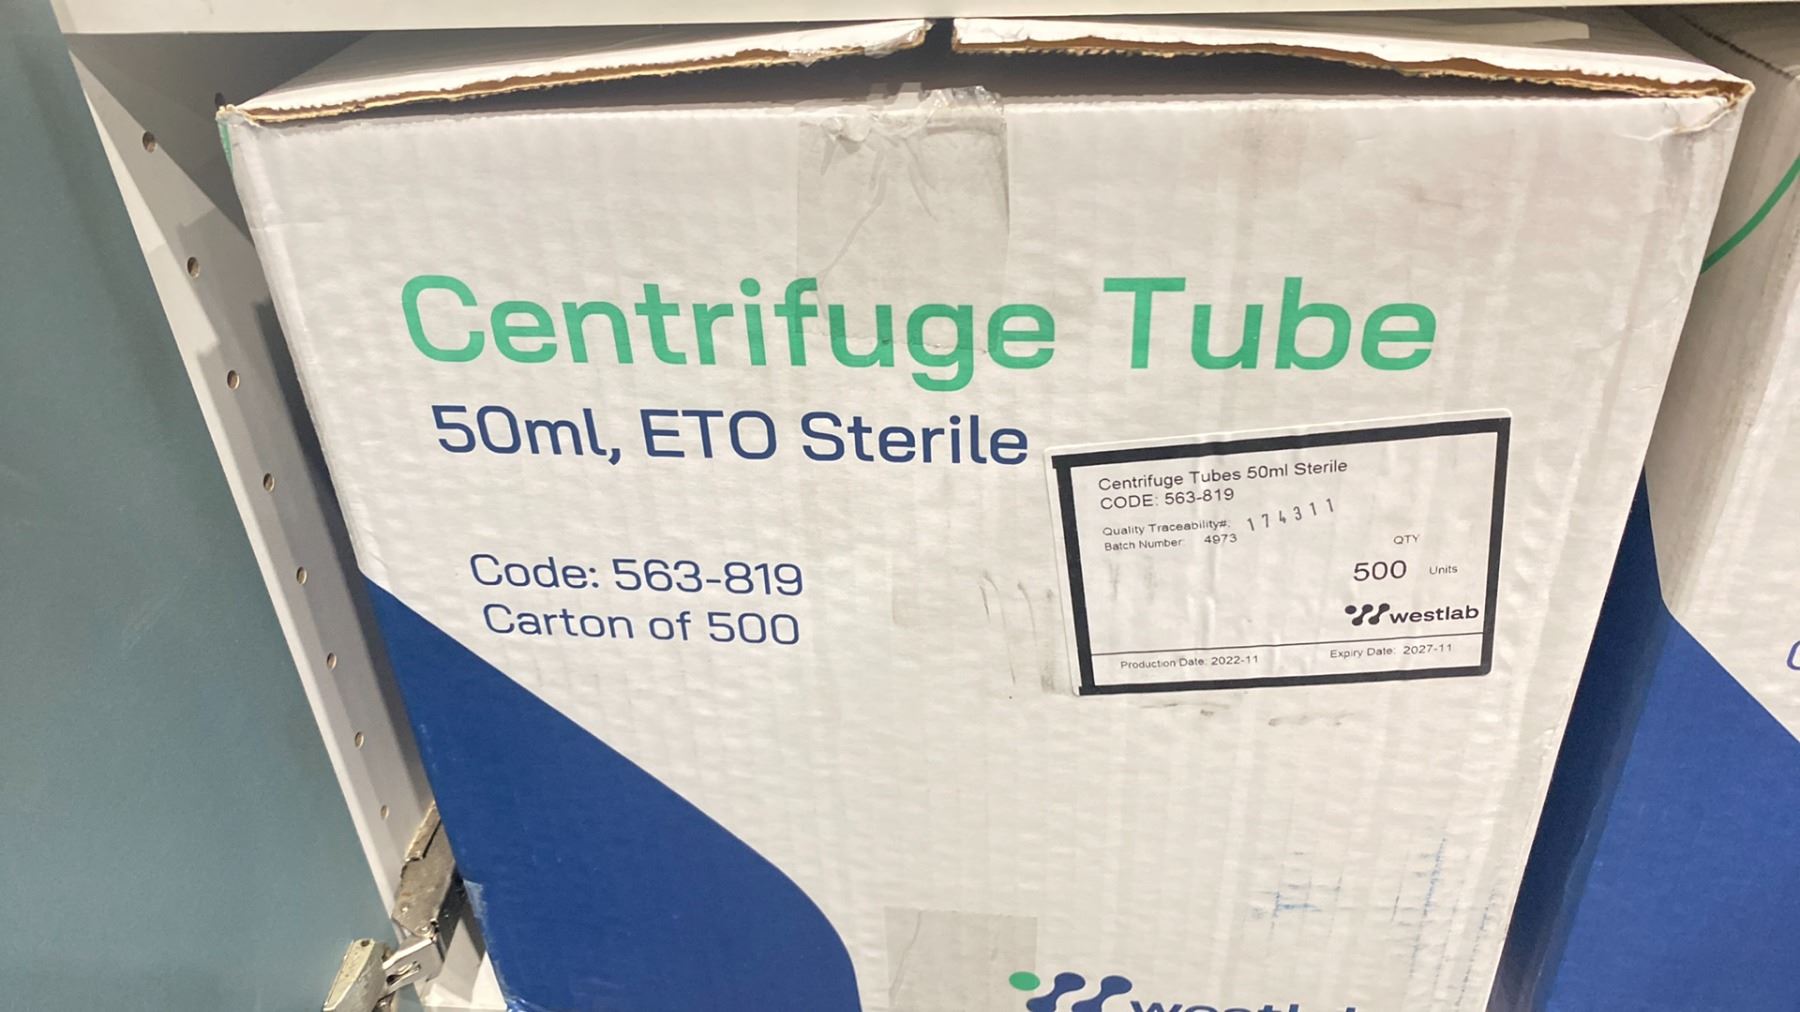 Centrifuge Tube
50ml, ETO Sterile
Code: 563-819
Carton of 500
Centrifuge Tubes 50ml Sterile
CODE: 563-819
Quality Traceability#: 174311
Batch Number: 4973
QTY
500 Units
westlab
Production Date: 2022-11 Expiry Date: 2027-11
westlab